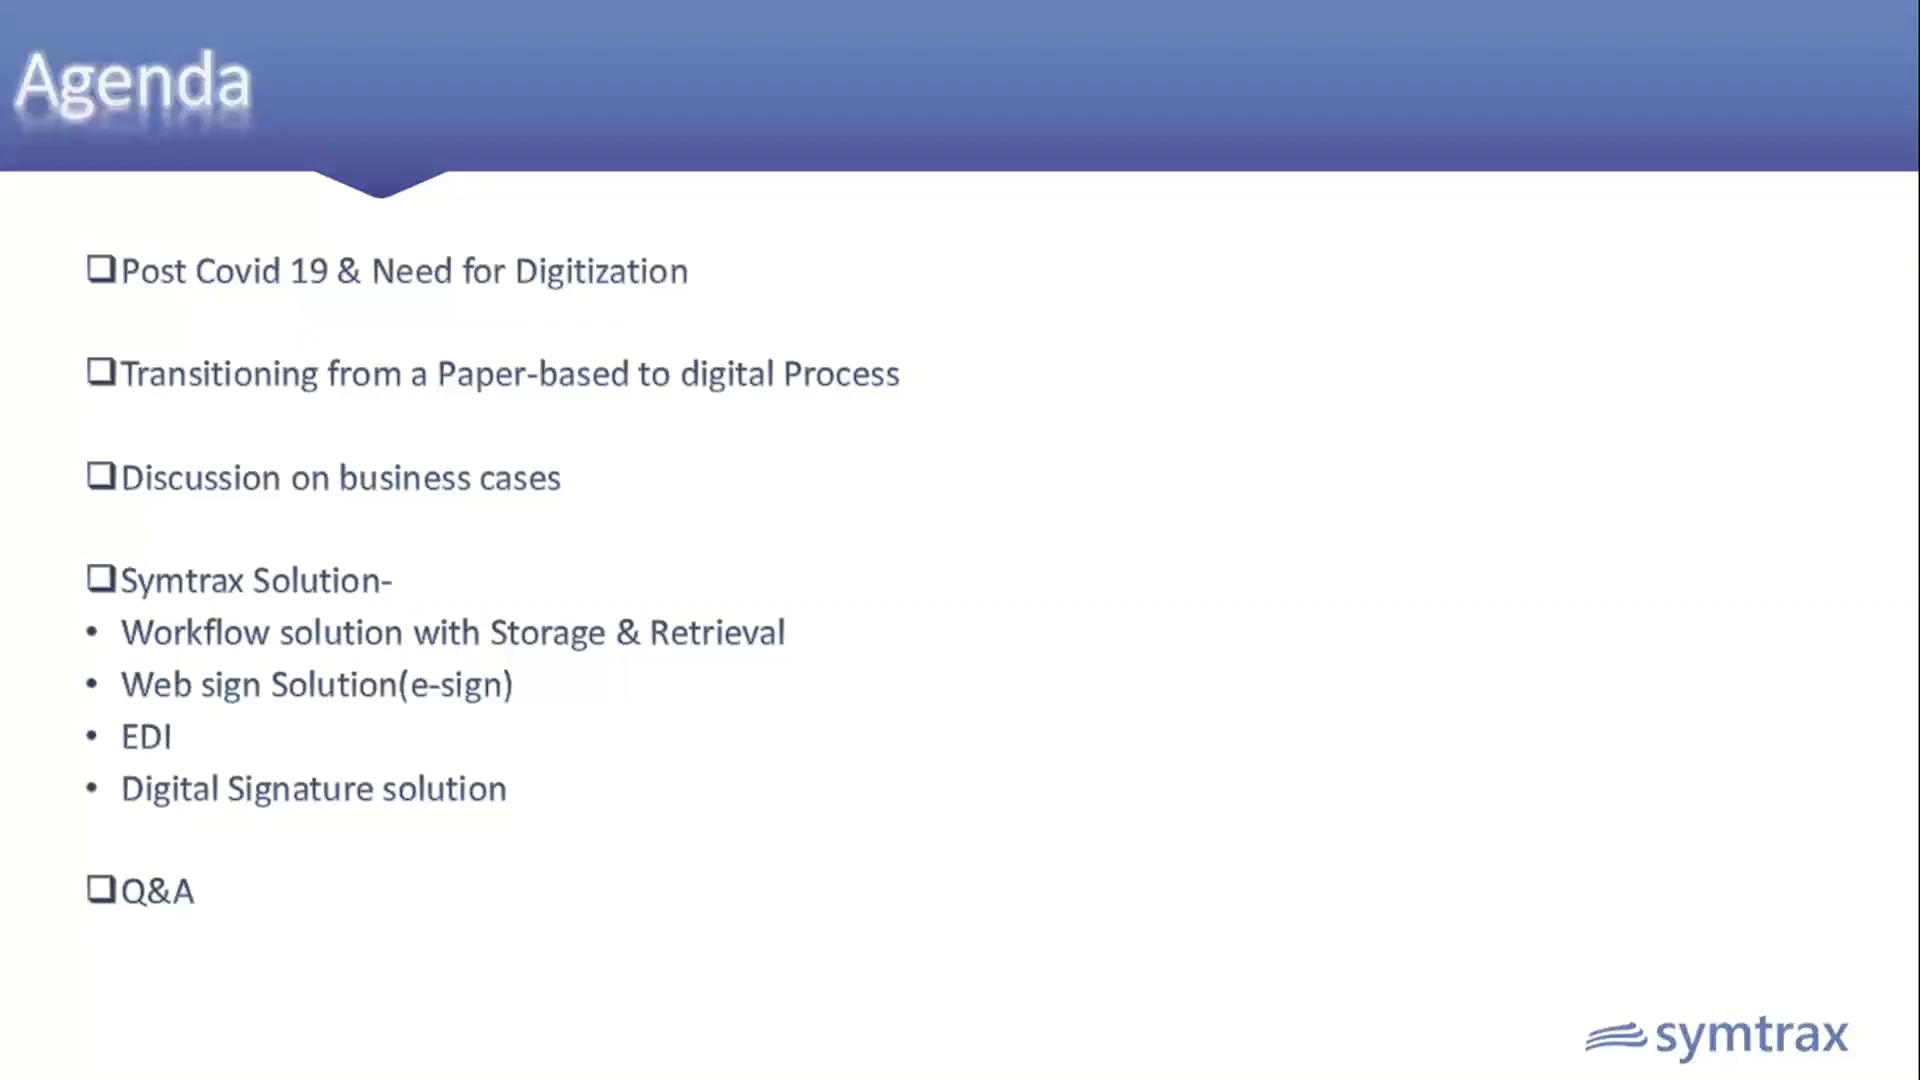 Agenda
❑Post Covid 19 & Need for Digitization
❑Transitioning from a Paper-based to digital Process
❑Discussion on business cases
❑Symtrax Solution-
• Workflow solution with Storage & Retrieval
• Web sign Solution(e-sign)
• EDI
• Digital Signature solution
❑Q&A
symtrax